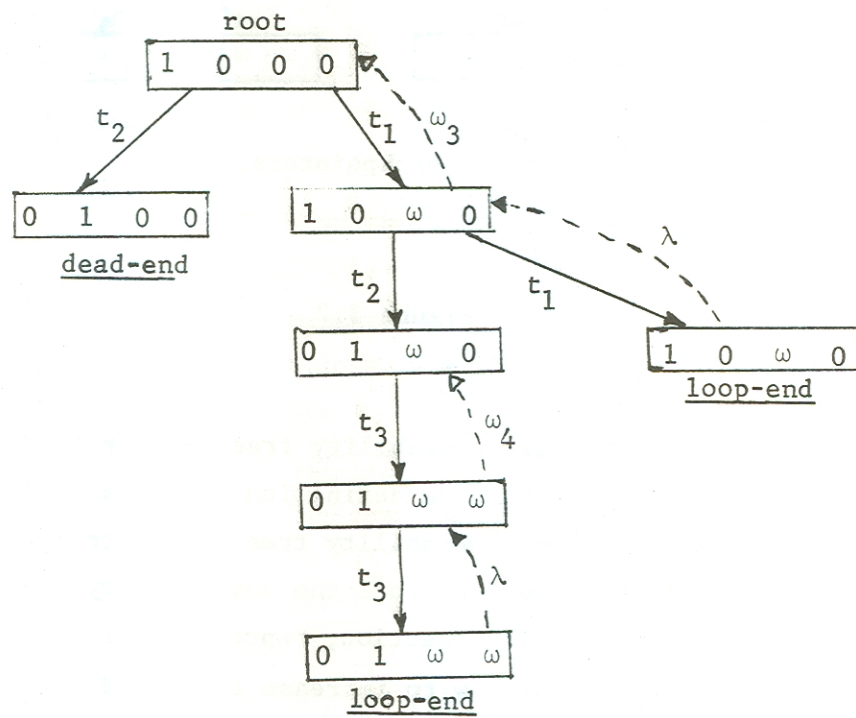 root
1 0 0 0
t2 t1 ω3
0 1 0 0
dead-end
1 0 ω 0
λ
t2 t1
0 1 ω 0
1 0 ω 0
loop-end
t3 ω4
0 1 ω ω
t3 λ
0 1 ω ω
loop-end